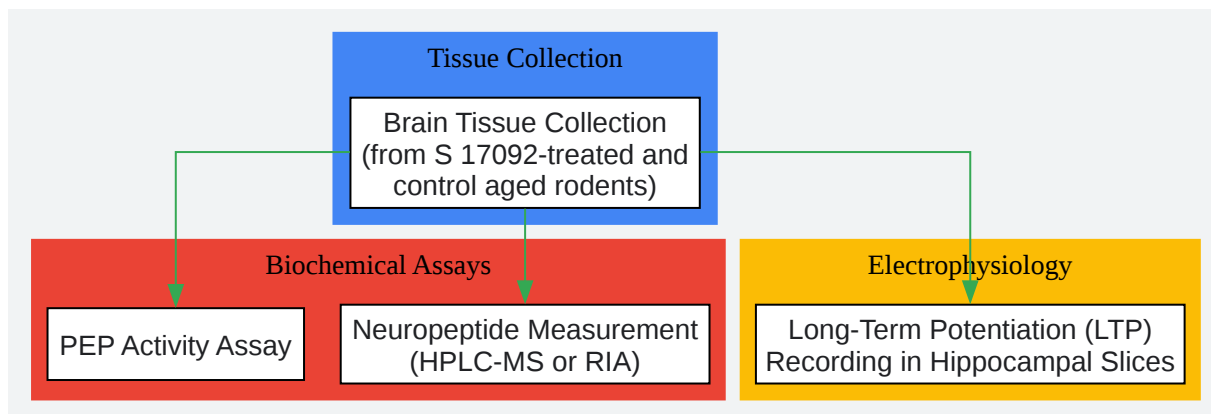 Tissue Collection
Brain Tissue Collection
(from S 17092-treated and
control aged rodents)
Biochemical Assays
PEP Activity Assay
Neuropeptide Measurement
(HPLC-MS or RIA)
Electrophysiology
Long-Term Potentiation (LTP)
Recording in Hippocampal Slices